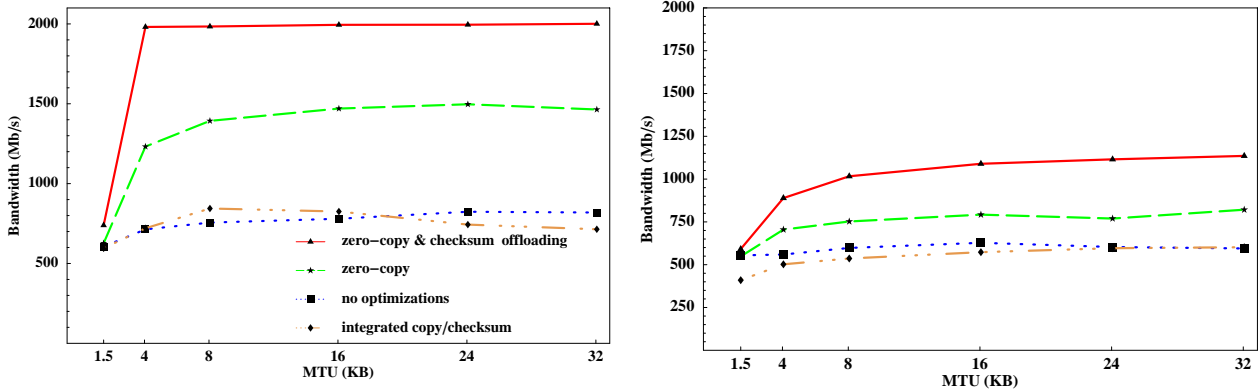 2000
1500
1000
500
Bandwidth (Mb/s)
zero-copy & checksum offloading
zero-copy
no optimizations
integrated copy/checksum
1.5 4 8 16 24 32
MTU (KB)
2000
1750
1500
1250
1000
750
500
250
Bandwidth (Mb/s)
1.5 4 8 16 24 32
MTU (KB)